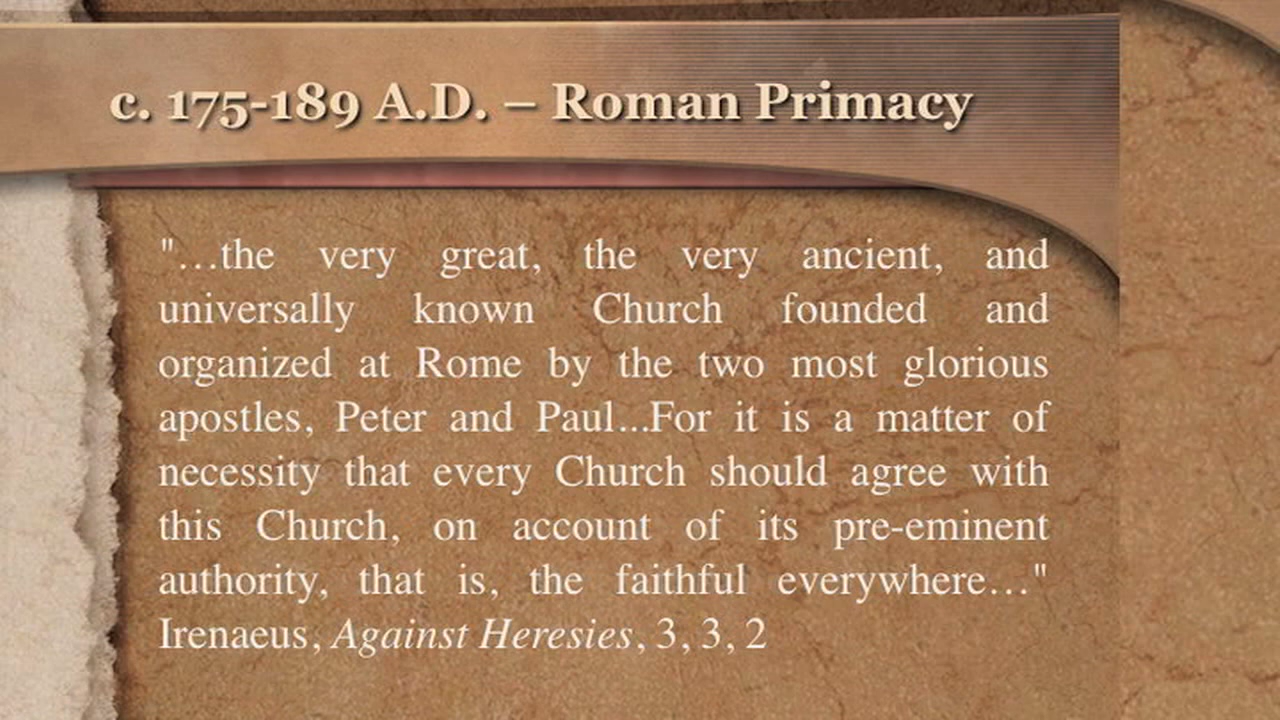 c. 175-189 A.D. – Roman Primacy
"…the very great, the very ancient, and
universally known Church founded and
organized at Rome by the two most glorious
apostles, Peter and Paul...For it is a matter of
necessity that every Church should agree with
this Church, on account of its pre-eminent
authority, that is, the faithful everywhere…"
Irenaeus, Against Heresies, 3, 3, 2